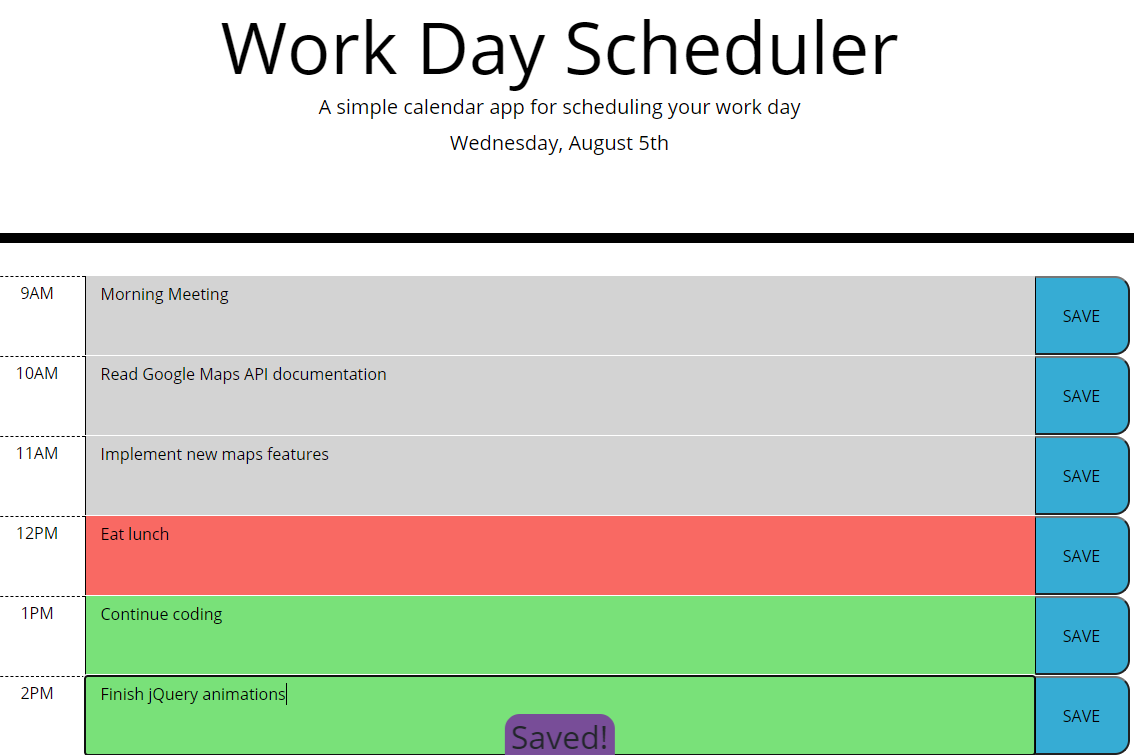 Work Day Scheduler
A simple calendar app for scheduling your work day
Wednesday, August 5th
9AM Morning Meeting SAVE
10AM Read Google Maps API documentation SAVE
11AM Implement new maps features SAVE
12PM Eat lunch SAVE
1PM Continue coding SAVE
2PM Finish jQuery animations SAVE
Saved!